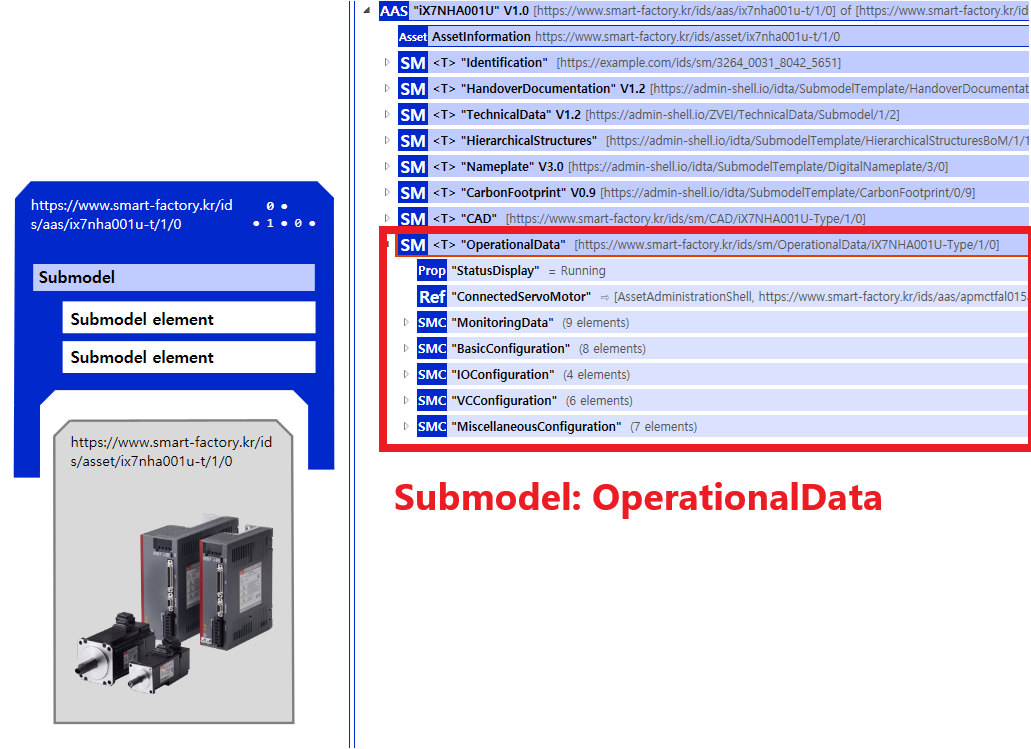 https://www.smart-factory.kr/id
s/aas/ix7nha001u-t/1/0
0
1 0
Submodel
Submodel element
Submodel element
https://www.smart-factory.kr/id
s/asset/ix7nha001u-t/1/0
AAS "iX7NHA001U" V1.0 [https://www.smart-factory.kr/ids/aas/ix7nha001u-t/1/0] of [https://www.smart-factory.kr/id
Asset AssetInformation https://www.smart-factory.kr/ids/asset/ix7nha001u-t/1/0
SM <T> "Identification" [https://example.com/ids/sm/3264_0031_8042_5651]
SM <T> "HandoverDocumentation" V1.2 [https://admin-shell.io/idta/SubmodelTemplate/HandoverDocumentat
SM <T> "TechnicalData" V1.2 [https://admin-shell.io/ZVEI/TechnicalData/Submodel/1/2]
SM <T> "HierarchicalStructures" [https://admin-shell.io/idta/SubmodelTemplate/HierarchicalStructuresBoM/1/1
SM <T> "Nameplate" V3.0 [https://admin-shell.io/idta/SubmodelTemplate/DigitalNameplate/3/0]
SM <T> "CarbonFootprint" V0.9 [https://admin-shell.io/idta/SubmodelTemplate/CarbonFootprint/0/9]
SM <T> "CAD" [https://www.smart-factory.kr/ids/sm/CAD/iX7NHA001U-Type/1/0]
SM <T> "OperationalData" [https://www.smart-factory.kr/ids/sm/OperationalData/iX7NHA001U-Type/1/0]
Prop "StatusDisplay" = Running
Ref "ConnectedServoMotor" ⇨ [AssetAdministrationShell, https://www.smart-factory.kr/ids/aas/apmctfal015
SMC "MonitoringData" (9 elements)
SMC "BasicConfiguration" (8 elements)
SMC "IOConfiguration" (4 elements)
SMC "VCConfiguration" (6 elements)
SMC "MiscellaneousConfiguration" (7 elements)
Submodel: OperationalData